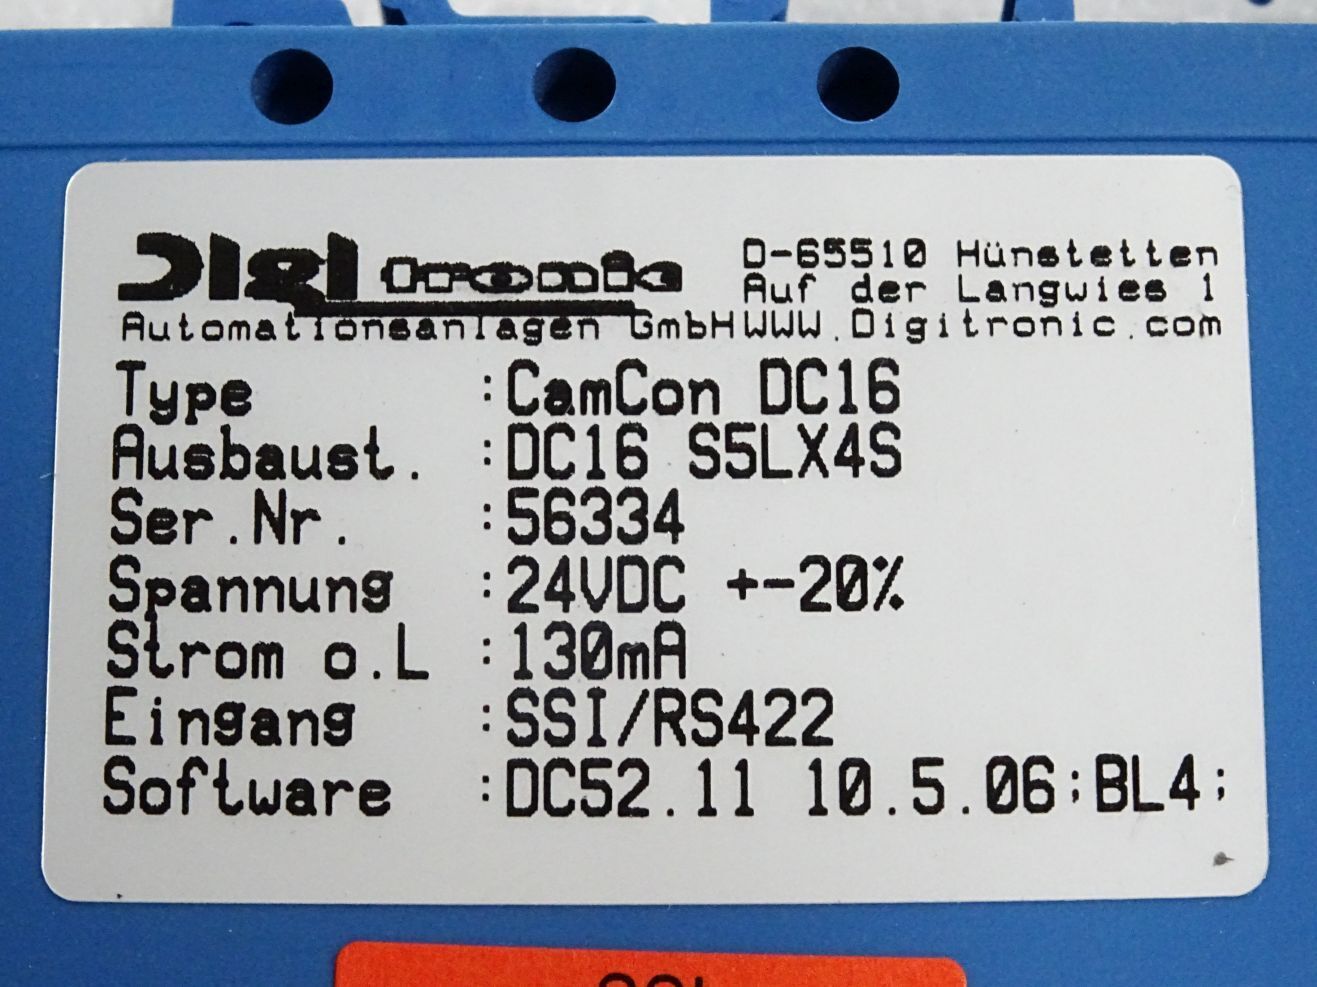 Digitronic
D-65510 Hünstetten
Auf der Langwies 1
Automationsanlagen GmbH WWW.Digitronic.com
Type :CamCon DC16
Ausbaust. :DC16 S5LX4S
Ser.Nr. :56334
Spannung :24VDC +-20%
Strom o.L :130mA
Eingang :SSI/RS422
Software :DC52.11 10.5.06;BL4;